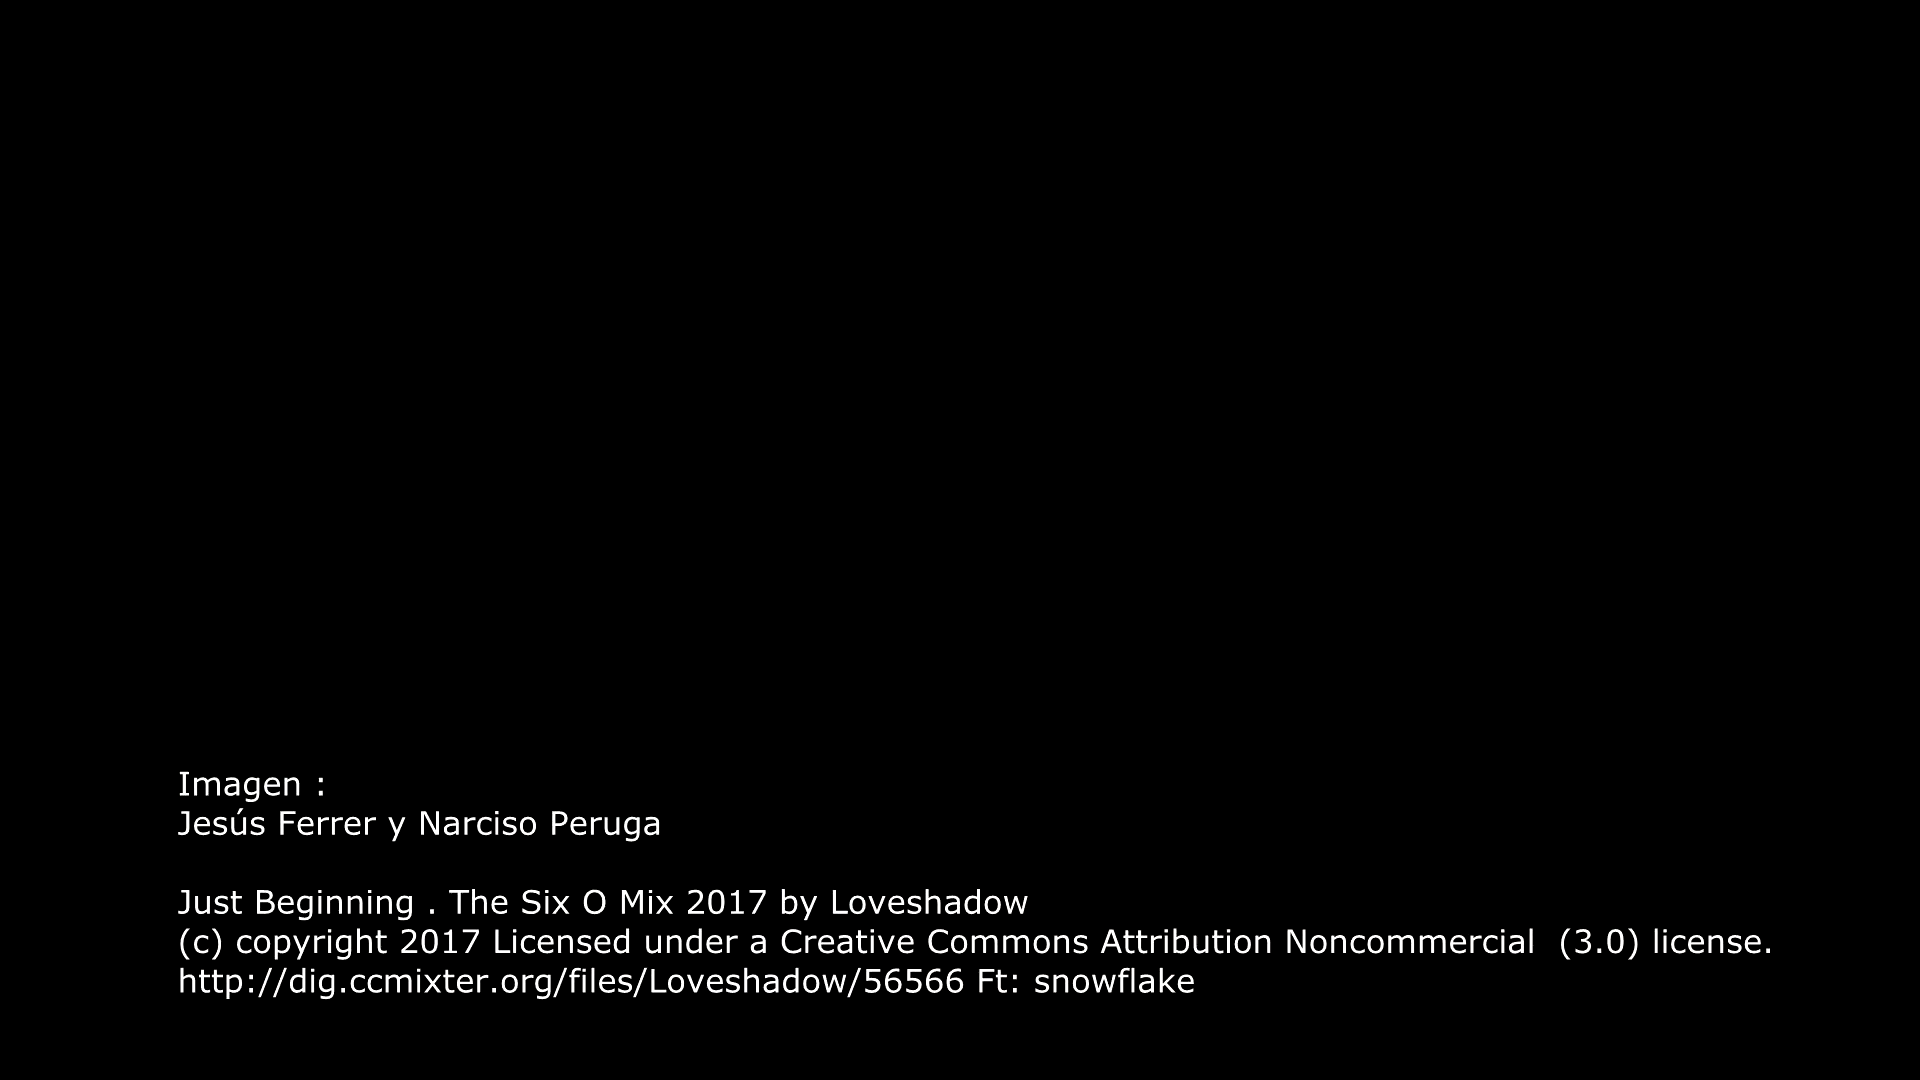 Imagen :
Jesús Ferrer y Narciso Peruga
Just Beginning . The Six O Mix 2017 by Loveshadow
(c) copyright 2017 Licensed under a Creative Commons Attribution Noncommercial  (3.0) license.
http://dig.ccmixter.org/files/Loveshadow/56566 Ft: snowflake